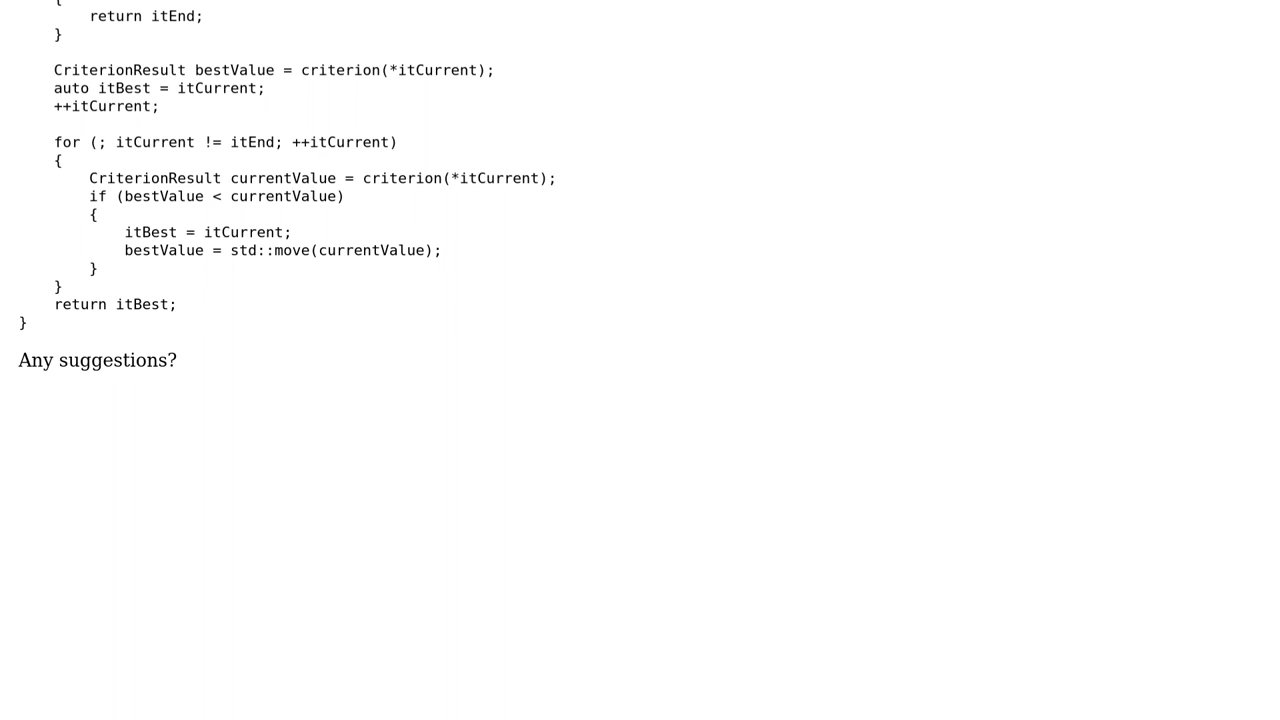 {
        return itEnd;
    }

    CriterionResult bestValue = criterion(*itCurrent);
    auto itBest = itCurrent;
    ++itCurrent;

    for (; itCurrent != itEnd; ++itCurrent)
    {
        CriterionResult currentValue = criterion(*itCurrent);
        if (bestValue < currentValue)
        {
            itBest = itCurrent;
            bestValue = std::move(currentValue);
        }
    }
    return itBest;
}
Any suggestions?